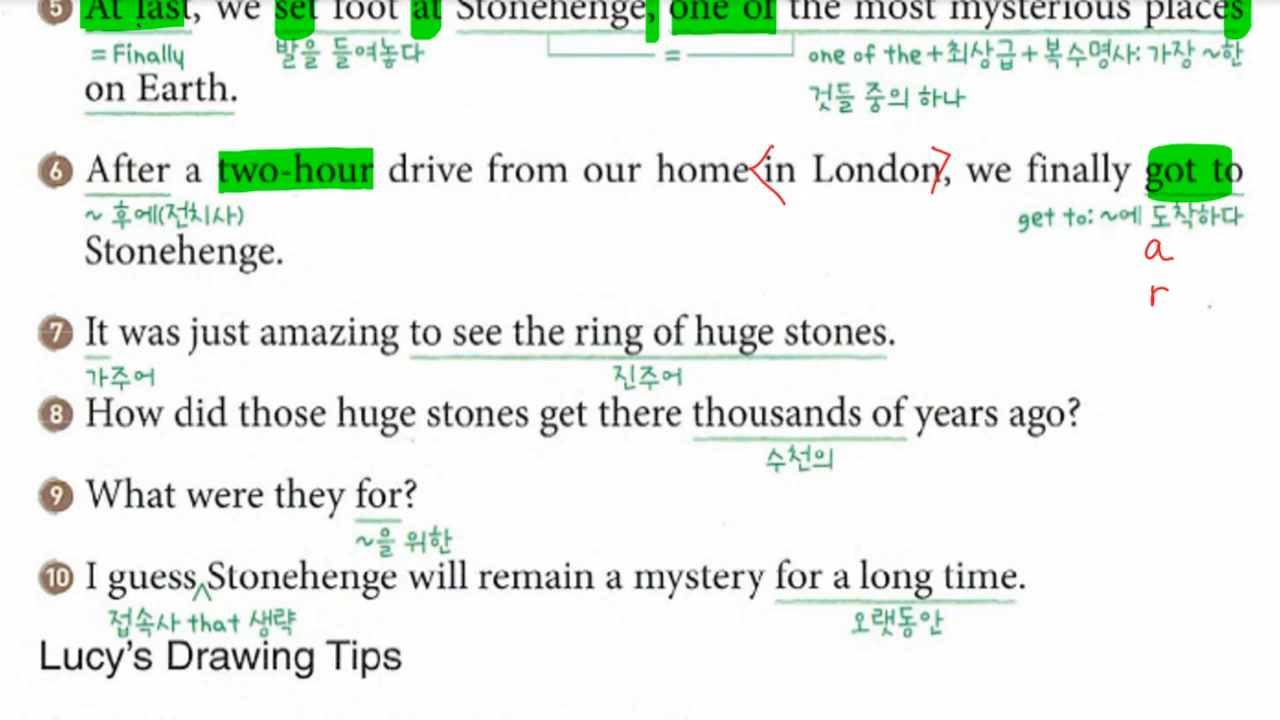 5 At last, we set foot at Stonehenge, one of the most mysterious places
= Finally 발을 들여놓다 = one of the+최상급+복수명사: 가장 ~한
on Earth. 것들 중의 하나
6 After a two-hour drive from our home <in London>, we finally got to
~ 후에(전치사) get to: ~에 도착하다
Stonehenge. a
r
7 It was just amazing to see the ring of huge stones.
가주어 진주어
8 How did those huge stones get there thousands of years ago?
수천의
9 What were they for?
~을 위한
10 I guess Stonehenge will remain a mystery for a long time.
접속사 that 생략 오랫동안
Lucy's Drawing Tips